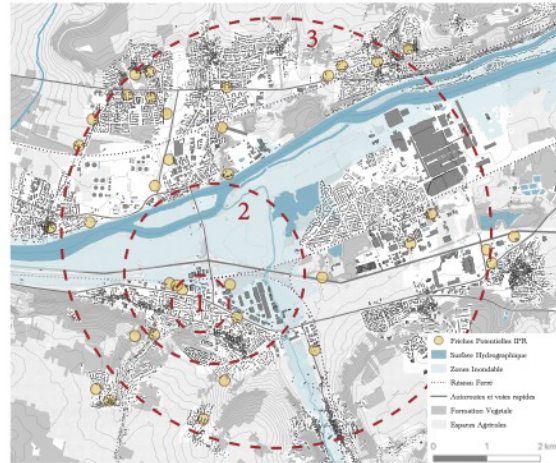 3
2
1
Friches Potentielles IPR
Surface Hydrographique
Zones Inondable
Réseau Ferré
Autoroutes et voies rapides
Formation Vegetale
Espaces Agricoles
0 1 2 km